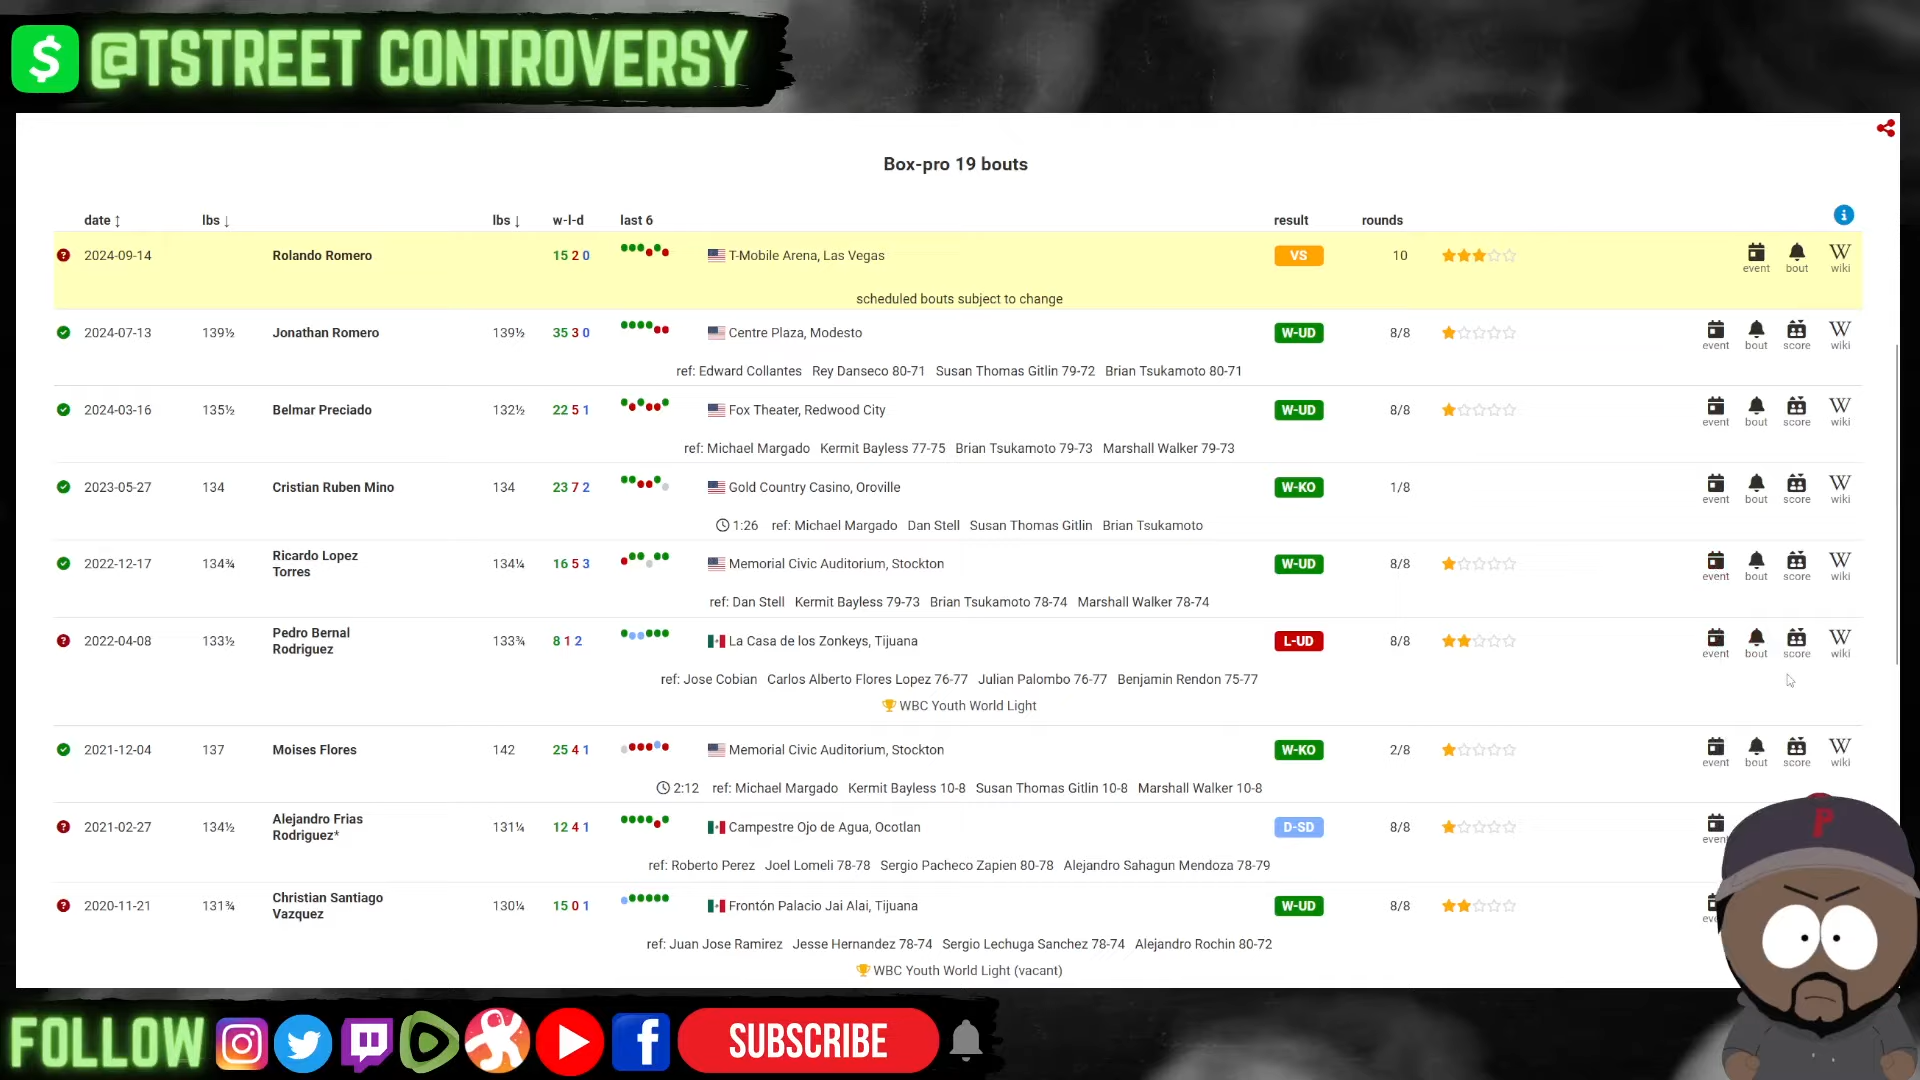 @TSTREET CONTROVERSY
Box-pro 19 bouts
date lbs lbs w-l-d last 6 result rounds
2024-09-14 Rolando Romero 15 2 0 T-Mobile Arena, Las Vegas VS 10 event bout wiki
scheduled bouts subject to change
2024-07-13 139½ Jonathan Romero 139½ 35 3 0 Centre Plaza, Modesto W-UD 8/8 event bout score wiki
ref: Edward Collantes Rey Danseco 80-71 Susan Thomas Gitlin 79-72 Brian Tsukamoto 80-71
2024-03-16 135½ Belmar Preciado 132½ 22 5 1 Fox Theater, Redwood City W-UD 8/8 event bout score wiki
ref: Michael Margado Kermit Bayless 77-75 Brian Tsukamoto 79-73 Marshall Walker 79-73
2023-05-27 134 Cristian Ruben Mino 134 23 7 2 Gold Country Casino, Oroville W-KO 1/8 event bout score wiki
1:26 ref: Michael Margado Dan Stell Susan Thomas Gitlin Brian Tsukamoto
2022-12-17 134¾ Ricardo Lopez Torres 134¼ 16 5 3 Memorial Civic Auditorium, Stockton W-UD 8/8 event bout score wiki
ref: Dan Stell Kermit Bayless 79-73 Brian Tsukamoto 78-74 Marshall Walker 78-74
2022-04-08 133½ Pedro Bernal Rodriguez 133¾ 8 1 2 La Casa de los Zonkeys, Tijuana L-UD 8/8 event bout score wiki
ref: Jose Cobian Carlos Alberto Flores Lopez 76-77 Julian Palombo 76-77 Benjamin Rendon 75-77
WBC Youth World Light
2021-12-04 137 Moises Flores 142 25 4 1 Memorial Civic Auditorium, Stockton W-KO 2/8 event bout score wiki
2:12 ref: Michael Margado Kermit Bayless 10-8 Susan Thomas Gitlin 10-8 Marshall Walker 10-8
2021-02-27 134½ Alejandro Frias Rodriguez* 131¼ 12 4 1 Campestre Ojo de Agua, Ocotlan D-SD 8/8 even
ref: Roberto Perez Joel Lomeli 78-78 Sergio Pacheco Zapien 80-78 Alejandro Sahagun Mendoza 78-79
2020-11-21 131¾ Christian Santiago Vazquez 130¼ 15 0 1 Frontón Palacio Jai Alai, Tijuana W-UD 8/8 eve
ref: Juan Jose Ramirez Jesse Hernandez 78-74 Sergio Lechuga Sanchez 78-74 Alejandro Rochin 80-72
WBC Youth World Light (vacant)
P
FOLLOW SUBSCRIBE